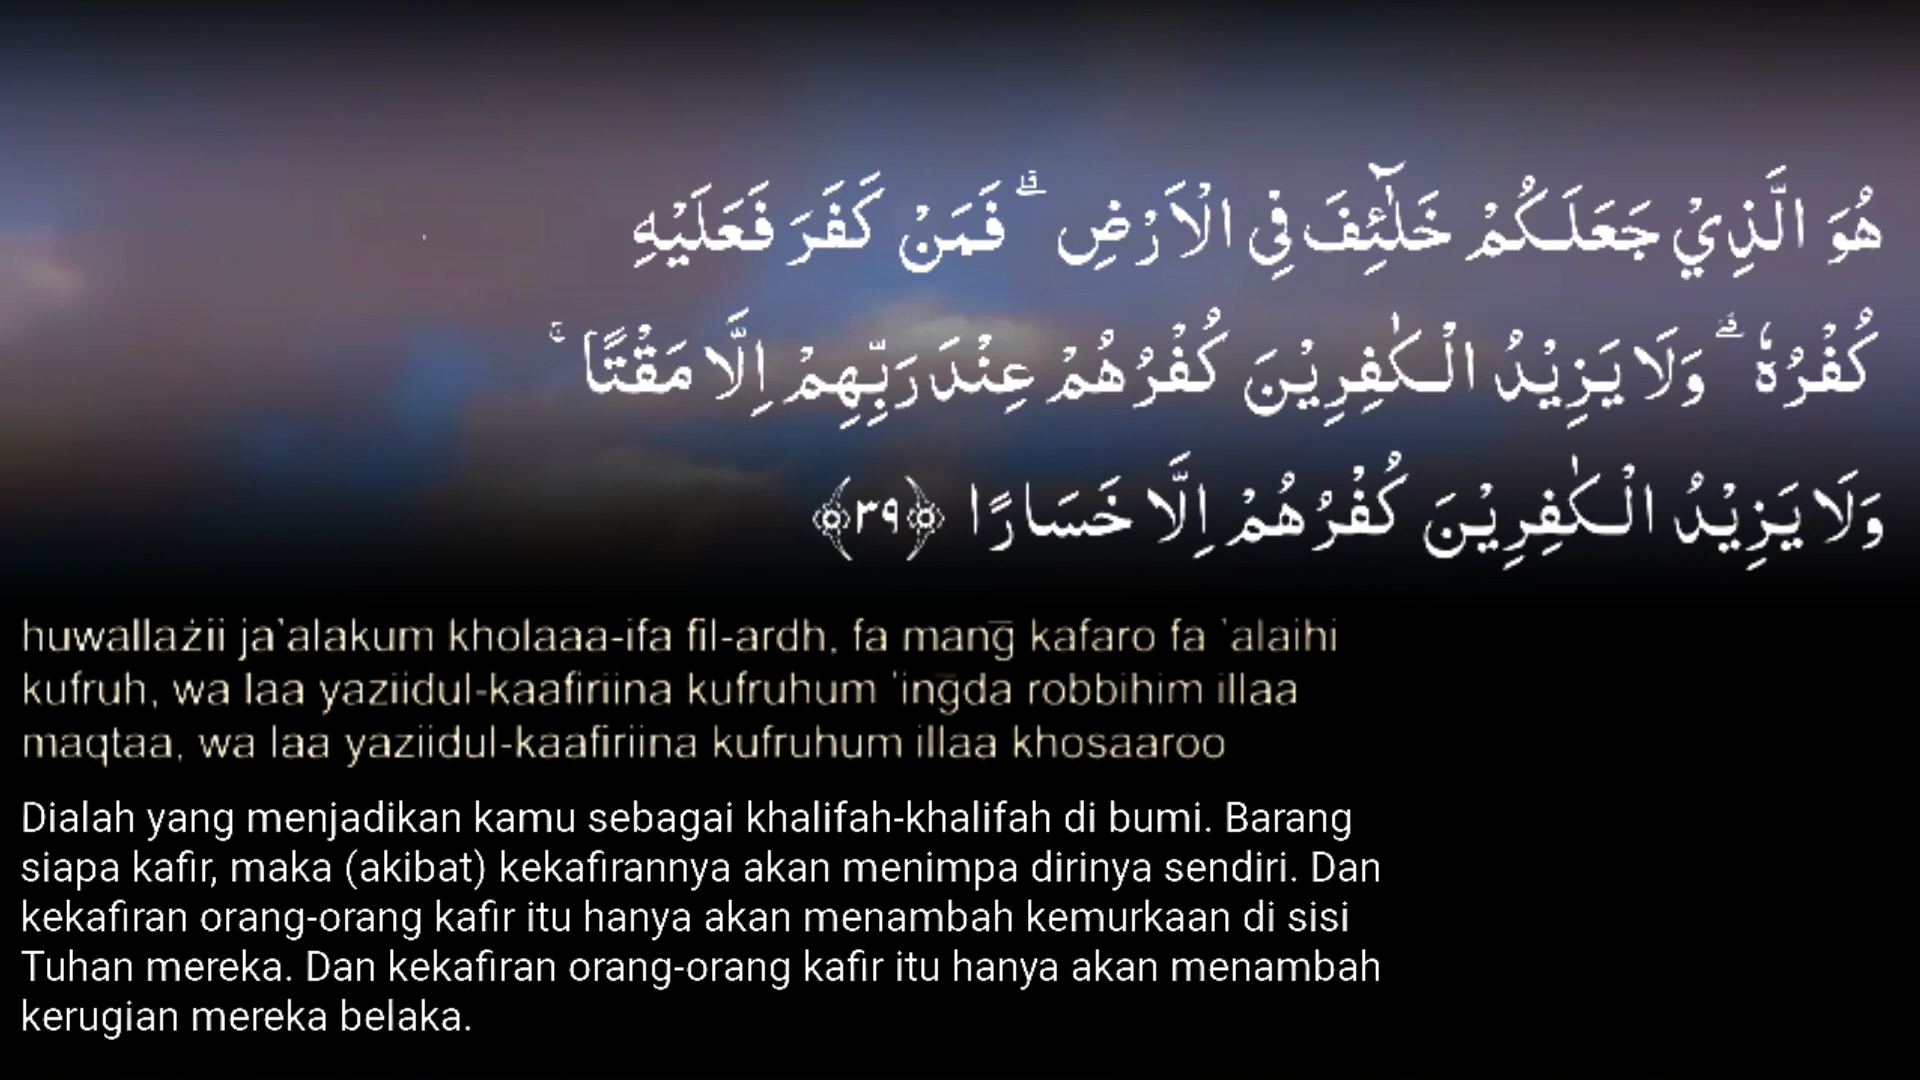 هُوَ الَّذِيْ جَعَلَكُمْ خَلٰۤىِٕفَ فِى الْاَرْضِ ۗ فَمَنْ كَفَرَ فَعَلَيْهِ
كُفْرُهٗ ۗ وَلَا يَزِيْدُ الْكٰفِرِيْنَ كُفْرُهُمْ عِنْدَ رَبِّهِمْ اِلَّا مَقْتًا ۚ
وَلَا يَزِيْدُ الْكٰفِرِيْنَ كُفْرُهُمْ اِلَّا خَسَارًا ﴿٣٩﴾
huwallażii ja'alakum kholaaa-ifa fil-ardh, fa mang̅ kafaro fa 'alaihi
kufruh, wa laa yaziidul-kaafiriina kufruhum 'ing̅da robbihim illaa
maqtaa, wa laa yaziidul-kaafiriina kufruhum illaa khosaaroo
Dialah yang menjadikan kamu sebagai khalifah-khalifah di bumi. Barang
siapa kafir, maka (akibat) kekafirannya akan menimpa dirinya sendiri. Dan
kekafiran orang-orang kafir itu hanya akan menambah kemurkaan di sisi
Tuhan mereka. Dan kekafiran orang-orang kafir itu hanya akan menambah
kerugian mereka belaka.